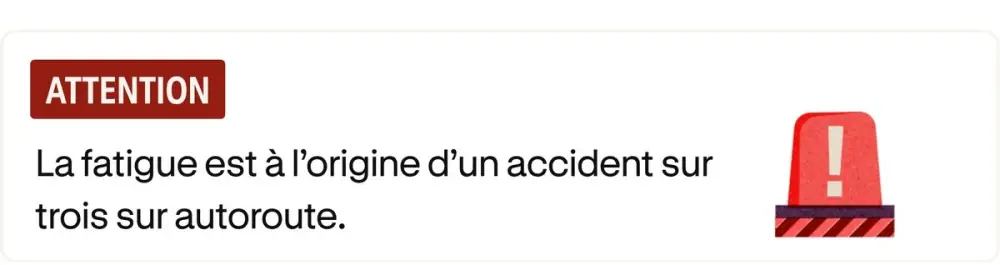 ATTENTION
La fatigue est à l’origine d’un accident sur
trois sur autoroute.
!